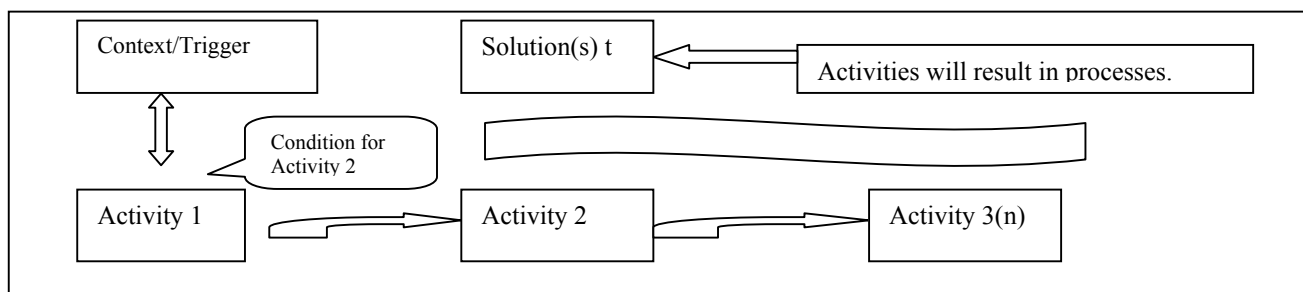 Context/Trigger
Solution(s) t
Activities will result in processes.
Condition for
Activity 2
Activity 1
Activity 2
Activity 3(n)